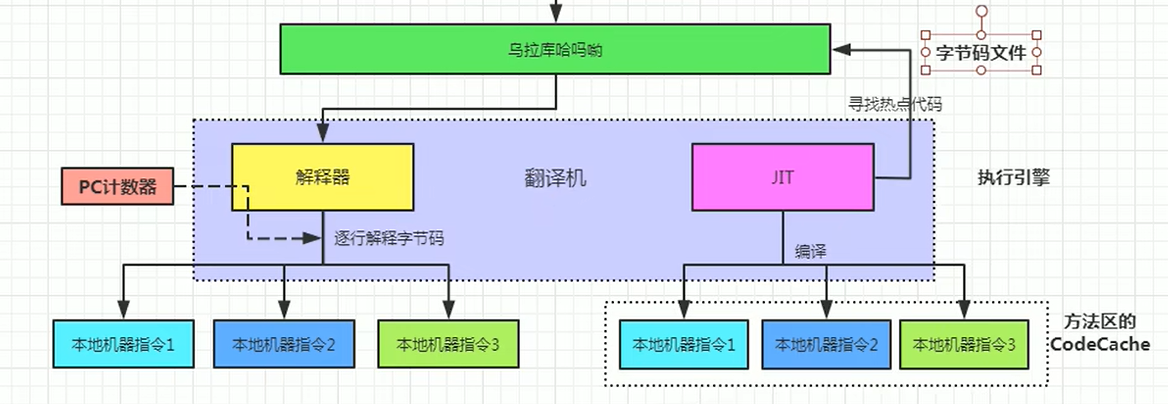 乌拉库哈吗呦
字节码文件
寻找热点代码
PC计数器
解释器
翻译机
JIT
执行引擎
逐行解释字节码
编译
本地机器指令1
本地机器指令2
本地机器指令3
本地机器指令1
本地机器指令2
本地机器指令3
方法区的
CodeCache